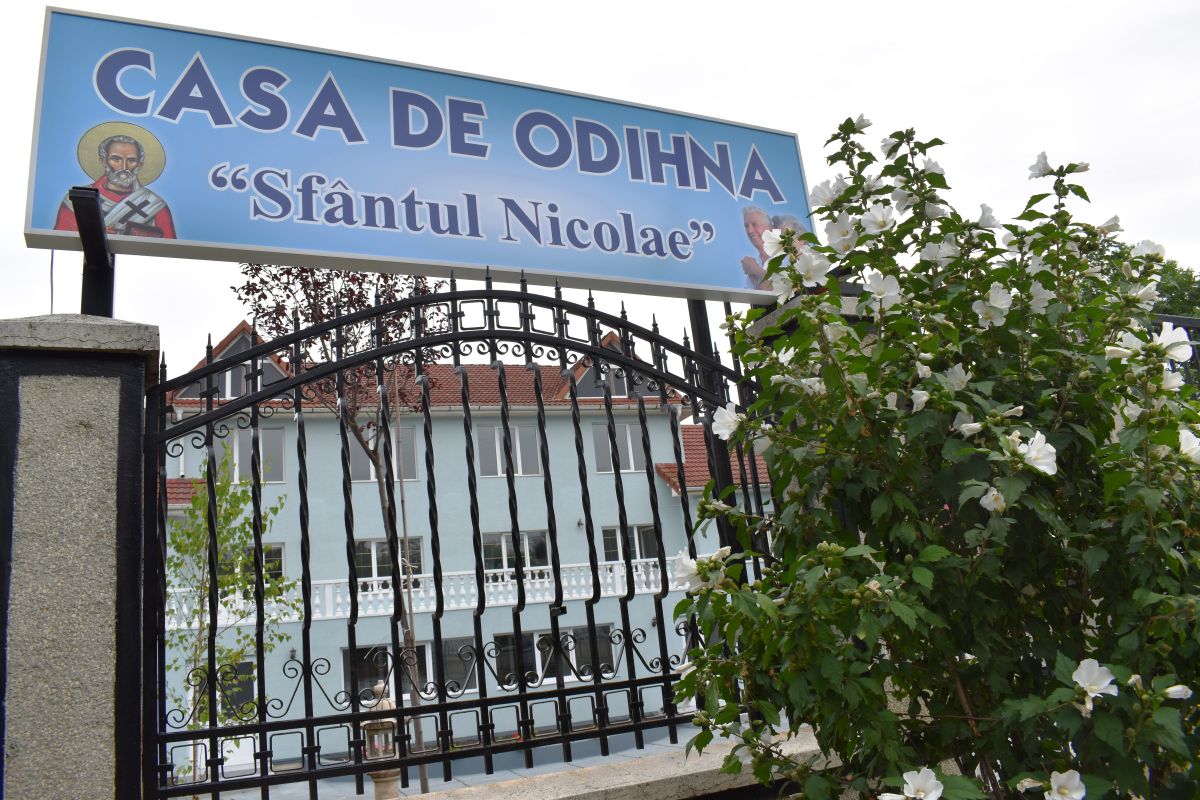 CASA DE ODIHNA
“Sfântul Nicolae”